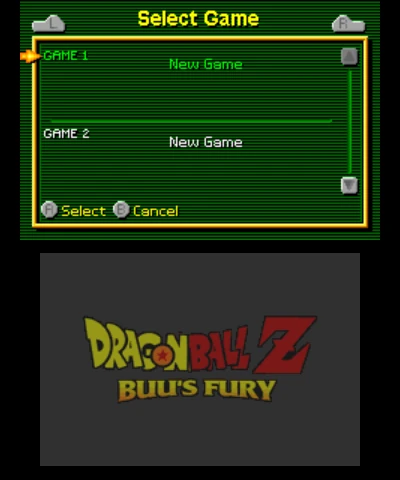 L Select Game R
GAME 1
New Game
GAME 2
New Game
A Select B Cancel
DRAGON BALL Z
BUU'S FURY